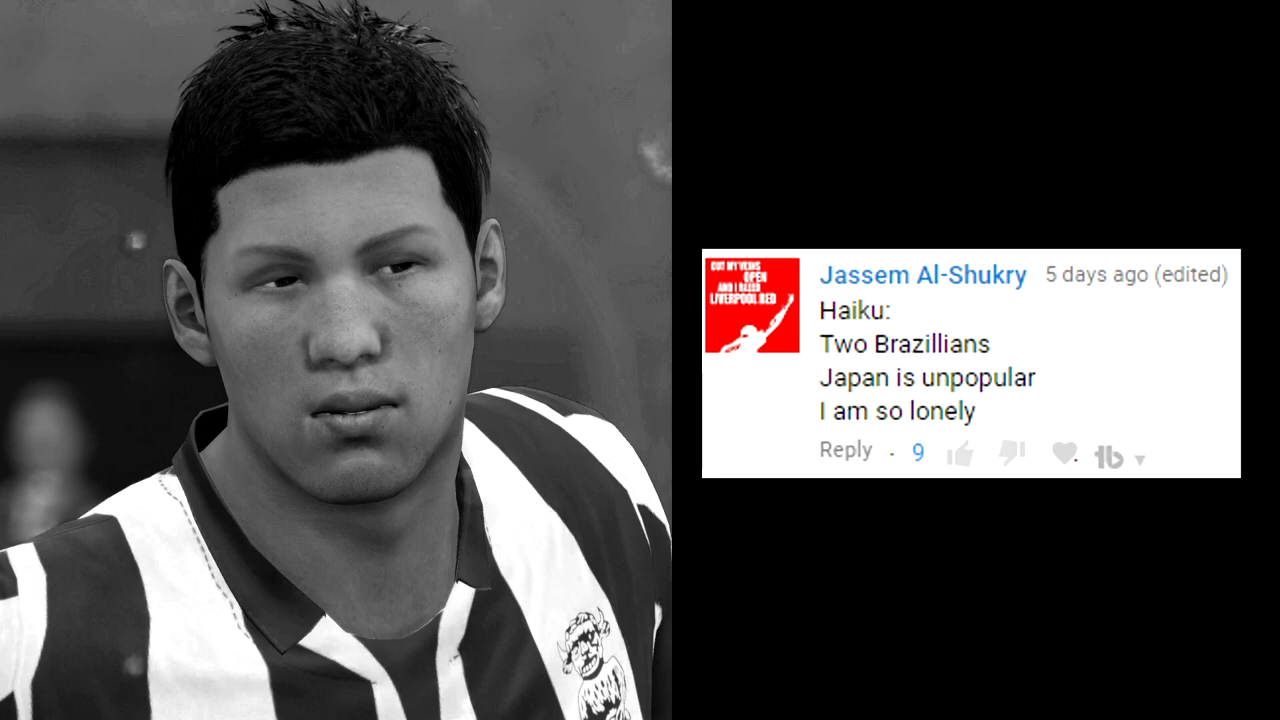 CUT MY VEINS
OPEN
AND I BLEED
LIVERPOOL RED
Jassem Al-Shukry 5 days ago (edited)
Haiku:
Two Brazillians
Japan is unpopular
I am so lonely
Reply . 9